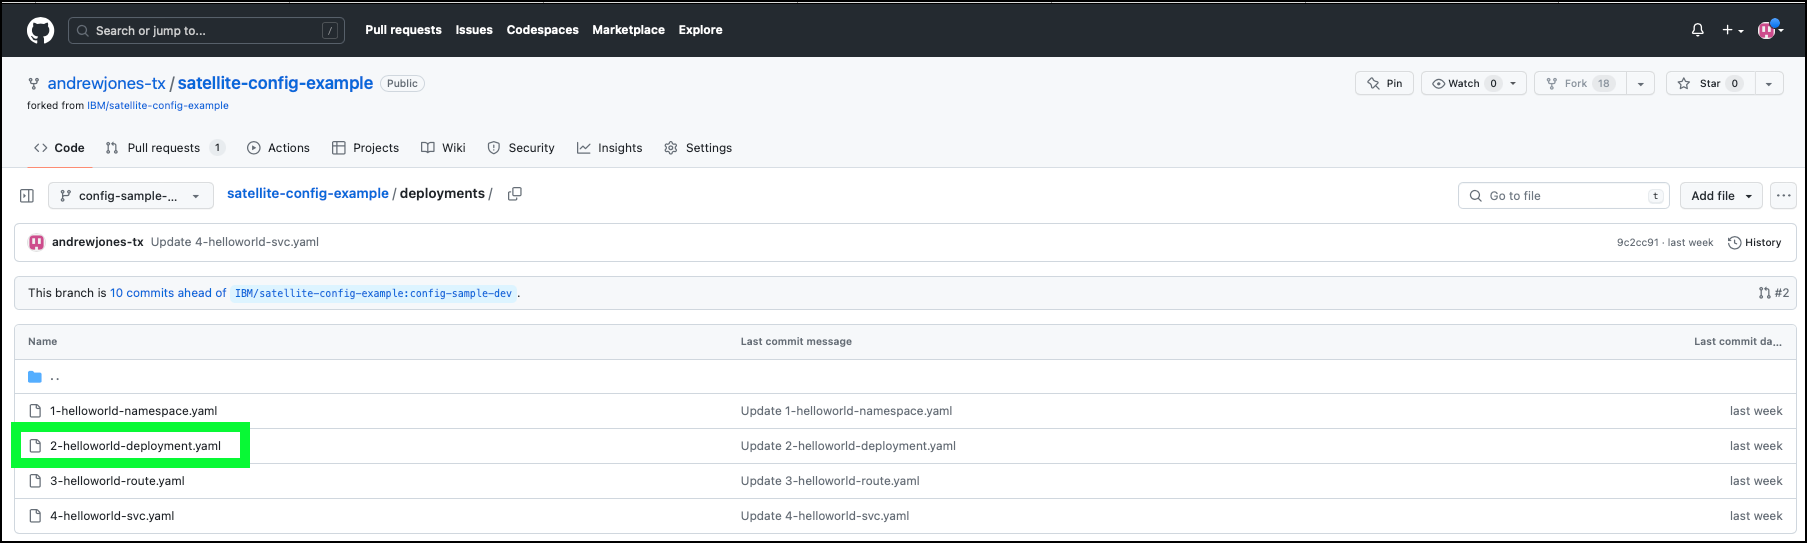 Search or jump to... / Pull requests Issues Codespaces Marketplace Explore
andrewjones-tx / satellite-config-example Public Pin Watch 0 Fork 18 Star 0
forked from IBM/satellite-config-example
Code Pull requests 1 Actions Projects Wiki Security Insights Settings
config-sample-... satellite-config-example / deployments / Go to file t Add file ...
andrewjones-tx Update 4-helloworld-svc.yaml 9c2cc91 · last week History
This branch is 10 commits ahead of IBM/satellite-config-example:config-sample-dev . #2
Name Last commit message Last commit da...
..
1-helloworld-namespace.yaml Update 1-helloworld-namespace.yaml last week
2-helloworld-deployment.yaml Update 2-helloworld-deployment.yaml last week
3-helloworld-route.yaml Update 3-helloworld-route.yaml last week
4-helloworld-svc.yaml Update 4-helloworld-svc.yaml last week